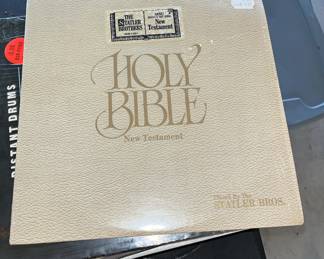 THE
STATLER BROTHERS
New
Testament
HOLY
BIBLE
New Testament
STATLER BROS.
DISTANT DRUMS